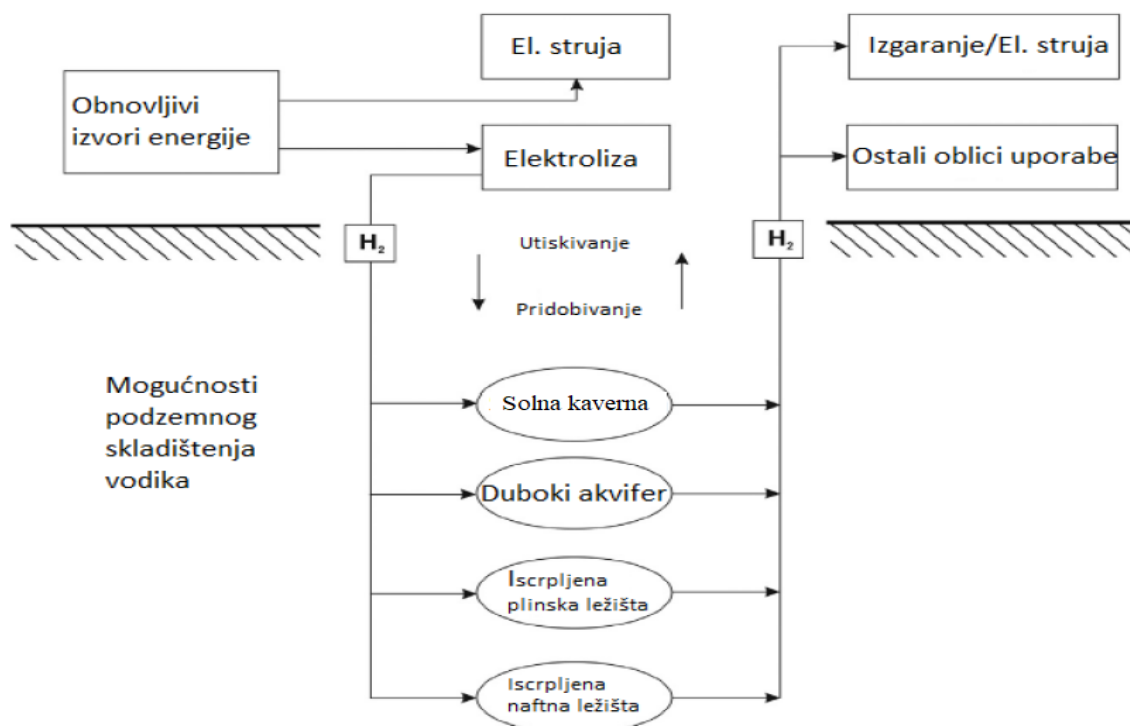 El. struja
Izgaranje/El. struja
Obnovljivi
izvori energije
Elektroliza
Ostali oblici uporabe
H₂
Utiskivanje
H₂
Pridobivanje
Mogućnosti
podzemnog
skladištenja
vodika
Solna kaverna
Duboki akvifer
Iscrpljena
plinska ležišta
Iscrpljena
naftna ležišta